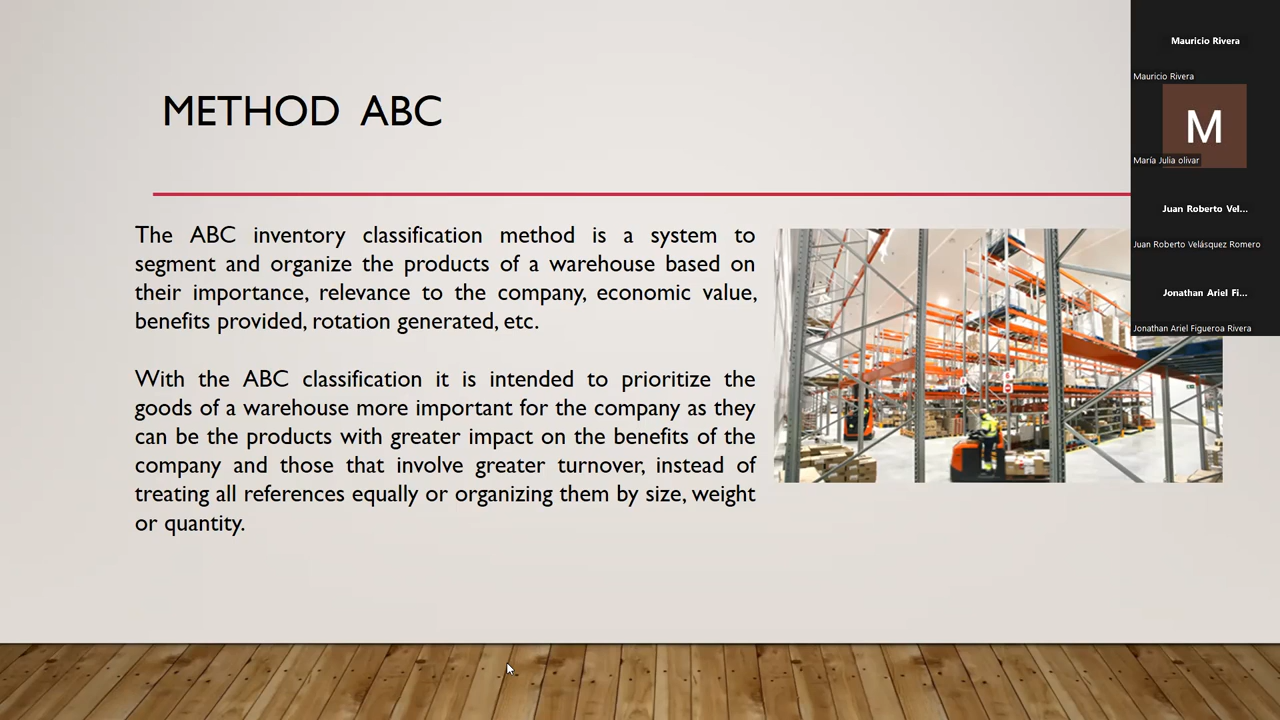 METHOD ABC
The ABC inventory classification method is a system to
segment and organize the products of a warehouse based on
their importance, relevance to the company, economic value,
benefits provided, rotation generated, etc.
With the ABC classification it is intended to prioritize the
goods of a warehouse more important for the company as they
can be the products with greater impact on the benefits of the
company and those that involve greater turnover, instead of
treating all references equally or organizing them by size, weight
or quantity.
Mauricio Rivera
Mauricio Rivera
M
María Julia olivar
Juan Roberto Vel...
Juan Roberto Velásquez Romero
Jonathan Ariel Fi...
Jonathan Ariel Figueroa Rivera